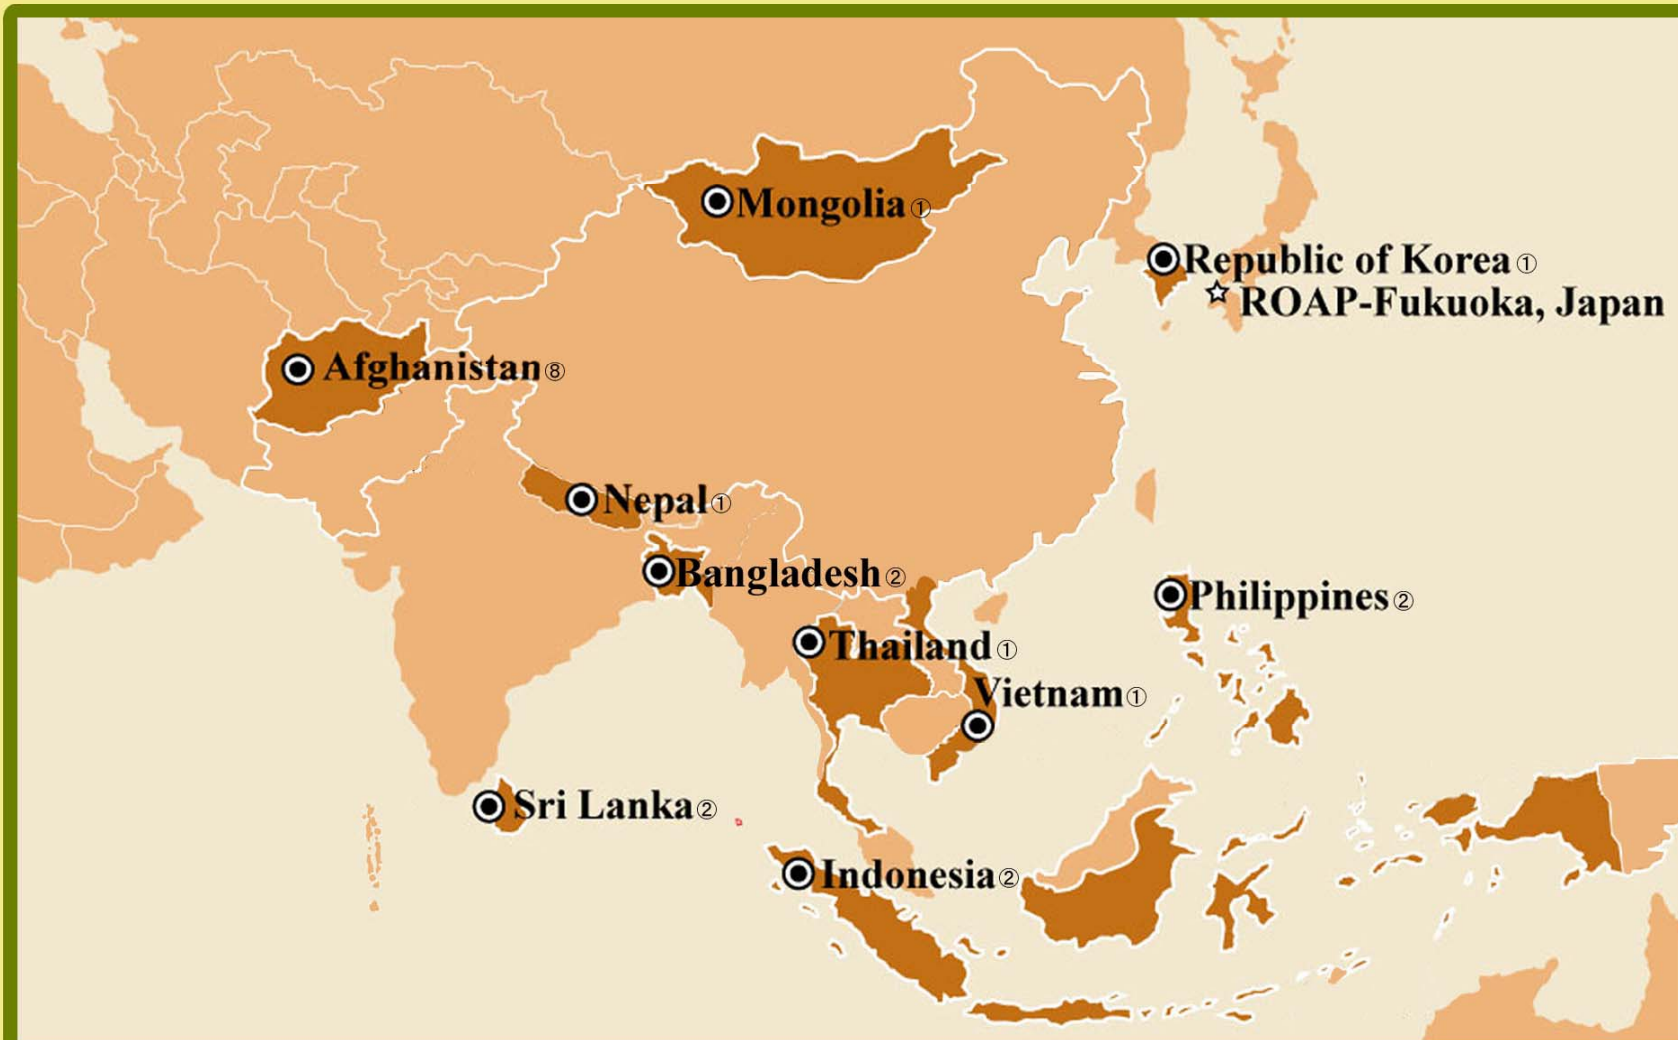 Mongolia①
Republic of Korea①
ROAP-Fukuoka, Japan
Afghanistan⑧
Nepal①
Bangladesh②
Philippines②
Thailand①
Vietnam①
Sri Lanka②
Indonesia②